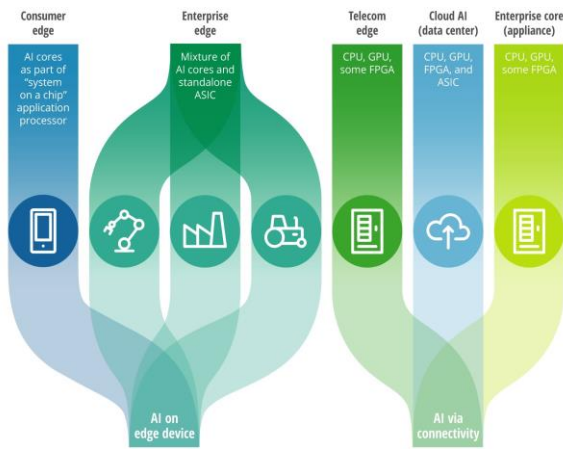 Consumer
edge
Enterprise
edge
Telecom
edge
Cloud AI
(data center)
Enterprise core
(appliance)
AI cores
as part of
“system
on a chip”
application
processor
Mixture of
AI cores and
standalone
ASIC
CPU, GPU,
some FPGA
CPU, GPU,
FPGA, and
ASIC
CPU, GPU,
some FPGA
AI on
edge device
AI via
connectivity